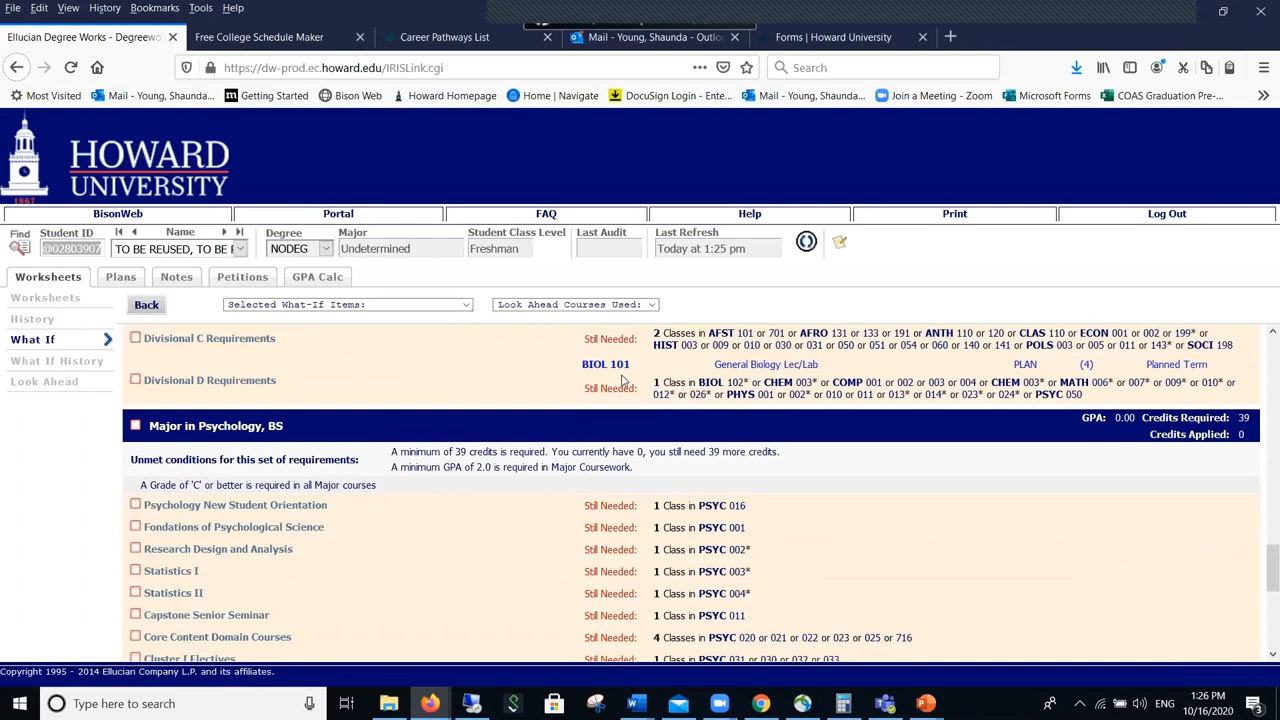 File Edit View History Bookmarks Tools Help
Ellucian Degree Works - Degreewo
Free College Schedule Maker
Career Pathways List
Mail - Young, Shaunda - Outloo
Forms | Howard University
https://dw-prod.ec.howard.edu/IRISLink.cgi
Search
Most Visited
Mail - Young, Shaunda...
Getting Started
Bison Web
Howard Homepage
Home | Navigate
DocuSign Login - Ente...
Mail - Young, Shaunda...
Join a Meeting - Zoom
Microsoft Forms
COAS Graduation Pre-...
HOWARD
UNIVERSITY
1867
BisonWeb Portal FAQ Help Print Log Out
Find Student ID Name Degree Major Student Class Level Last Audit Last Refresh
@02803907 TO BE REUSED, TO BE NODEG Undetermined Freshman Today at 1:25 pm
Worksheets Plans Notes Petitions GPA Calc
Worksheets
History
What If
What If History
Look Ahead
Back Selected What-If Items: Look Ahead Courses Used:
Divisional C Requirements Still Needed: 2 Classes in AFST 101 or 701 or AFRO 131 or 133 or 191 or ANTH 110 or 120 or CLAS 110 or ECON 001 or 002 or 199* or
HIST 003 or 009 or 010 or 030 or 031 or 050 or 051 or 054 or 060 or 140 or 141 or POLS 003 or 005 or 011 or 143* or SOCI 198
BIOL 101 General Biology Lec/Lab PLAN (4) Planned Term
Divisional D Requirements Still Needed: 1 Class in BIOL 102* or CHEM 003* or COMP 001 or 002 or 003 or 004 or CHEM 003* or MATH 006* or 007* or 009* or 010* or
012* or 026* or PHYS 001 or 002* or 010 or 011 or 013* or 014* or 023* or 024* or PSYC 050
Major in Psychology, BS GPA: 0.00 Credits Required: 39
Credits Applied: 0
Unmet conditions for this set of requirements: A minimum of 39 credits is required. You currently have 0, you still need 39 more credits.
A minimum GPA of 2.0 is required in Major Coursework.
A Grade of 'C' or better is required in all Major courses
Psychology New Student Orientation Still Needed: 1 Class in PSYC 016
Fondations of Psychological Science Still Needed: 1 Class in PSYC 001
Research Design and Analysis Still Needed: 1 Class in PSYC 002*
Statistics I Still Needed: 1 Class in PSYC 003*
Statistics II Still Needed: 1 Class in PSYC 004*
Capstone Senior Seminar Still Needed: 1 Class in PSYC 011
Core Content Domain Courses Still Needed: 4 Classes in PSYC 020 or 021 or 022 or 023 or 025 or 716
Cluster I Electives Still Needed: 1 Class in PSYC 031 or 030 or 032 or 033
Copyright 1995 - 2014 Ellucian Company L.P. and its affiliates.
Type here to search
ENG
1:26 PM
10/16/2020
3